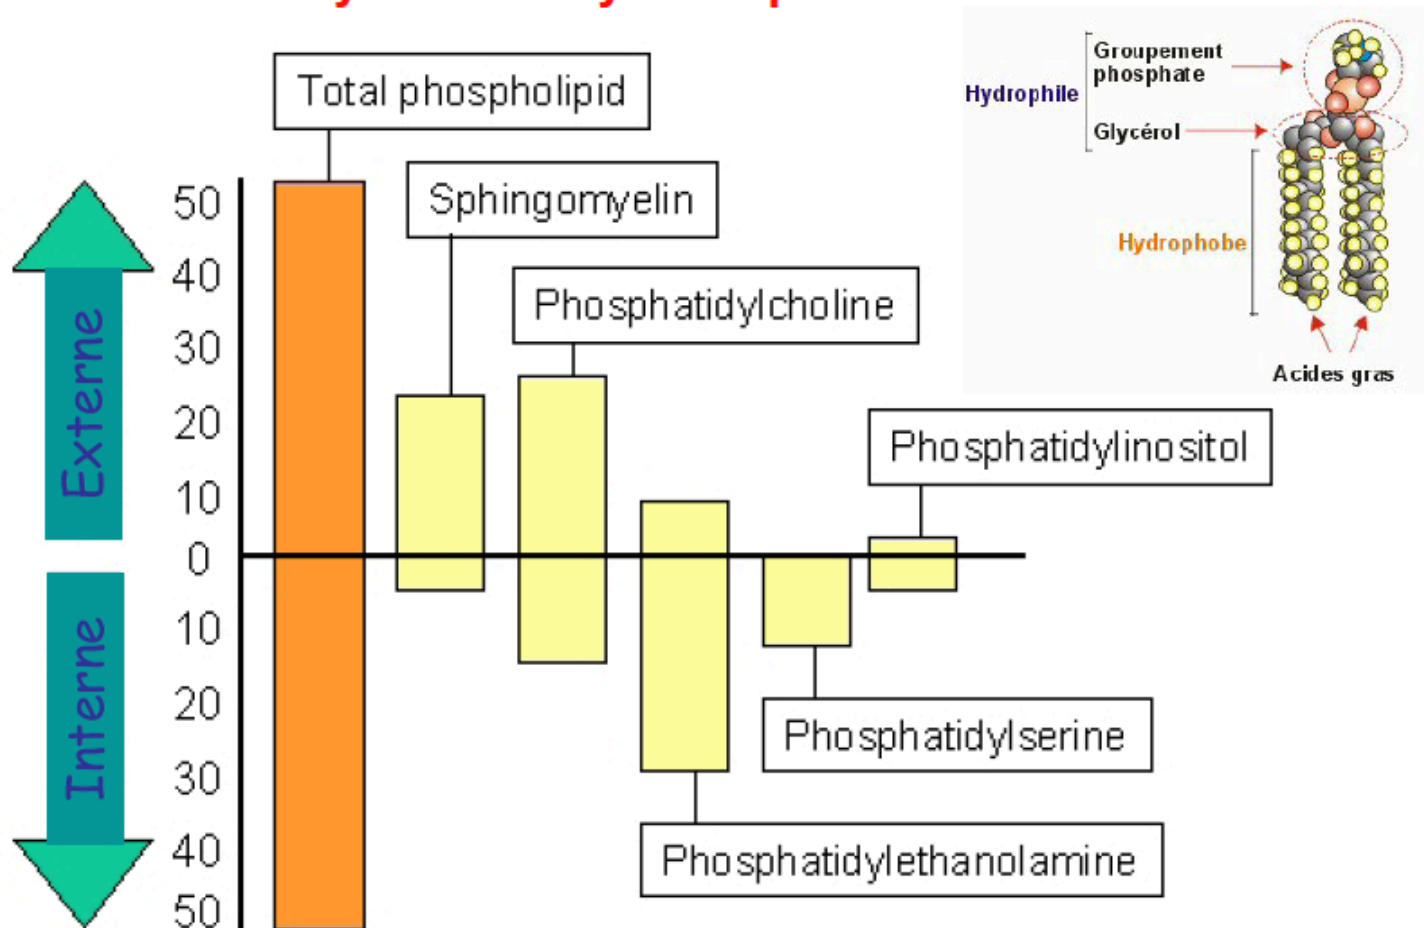 Total phospholipid
Sphingomyelin
Phosphatidylcholine
Phosphatidylinositol
Phosphatidylserine
Phosphatidylethanolamine
Externe
Interne
50
40
30
20
10
0
10
20
30
40
50
Groupement
phosphate
Hydrophile
Glycérol
Hydrophobe
Acides gras